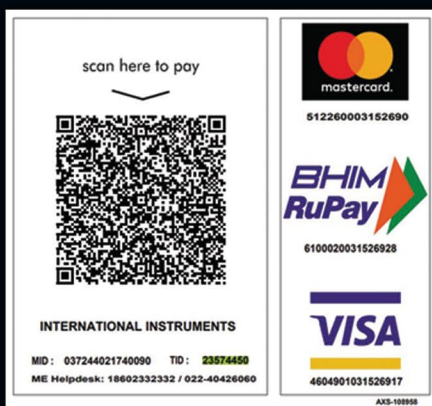 scan here to pay
INTERNATIONAL INSTRUMENTS
MID : 037244021740090 TID : 23574450
ME Helpdesk: 18602332332 / 022-40426060
mastercard.
512260003152690
BHIM
RuPay
6100020031526928
VISA
4604901031526917
AXS-108958